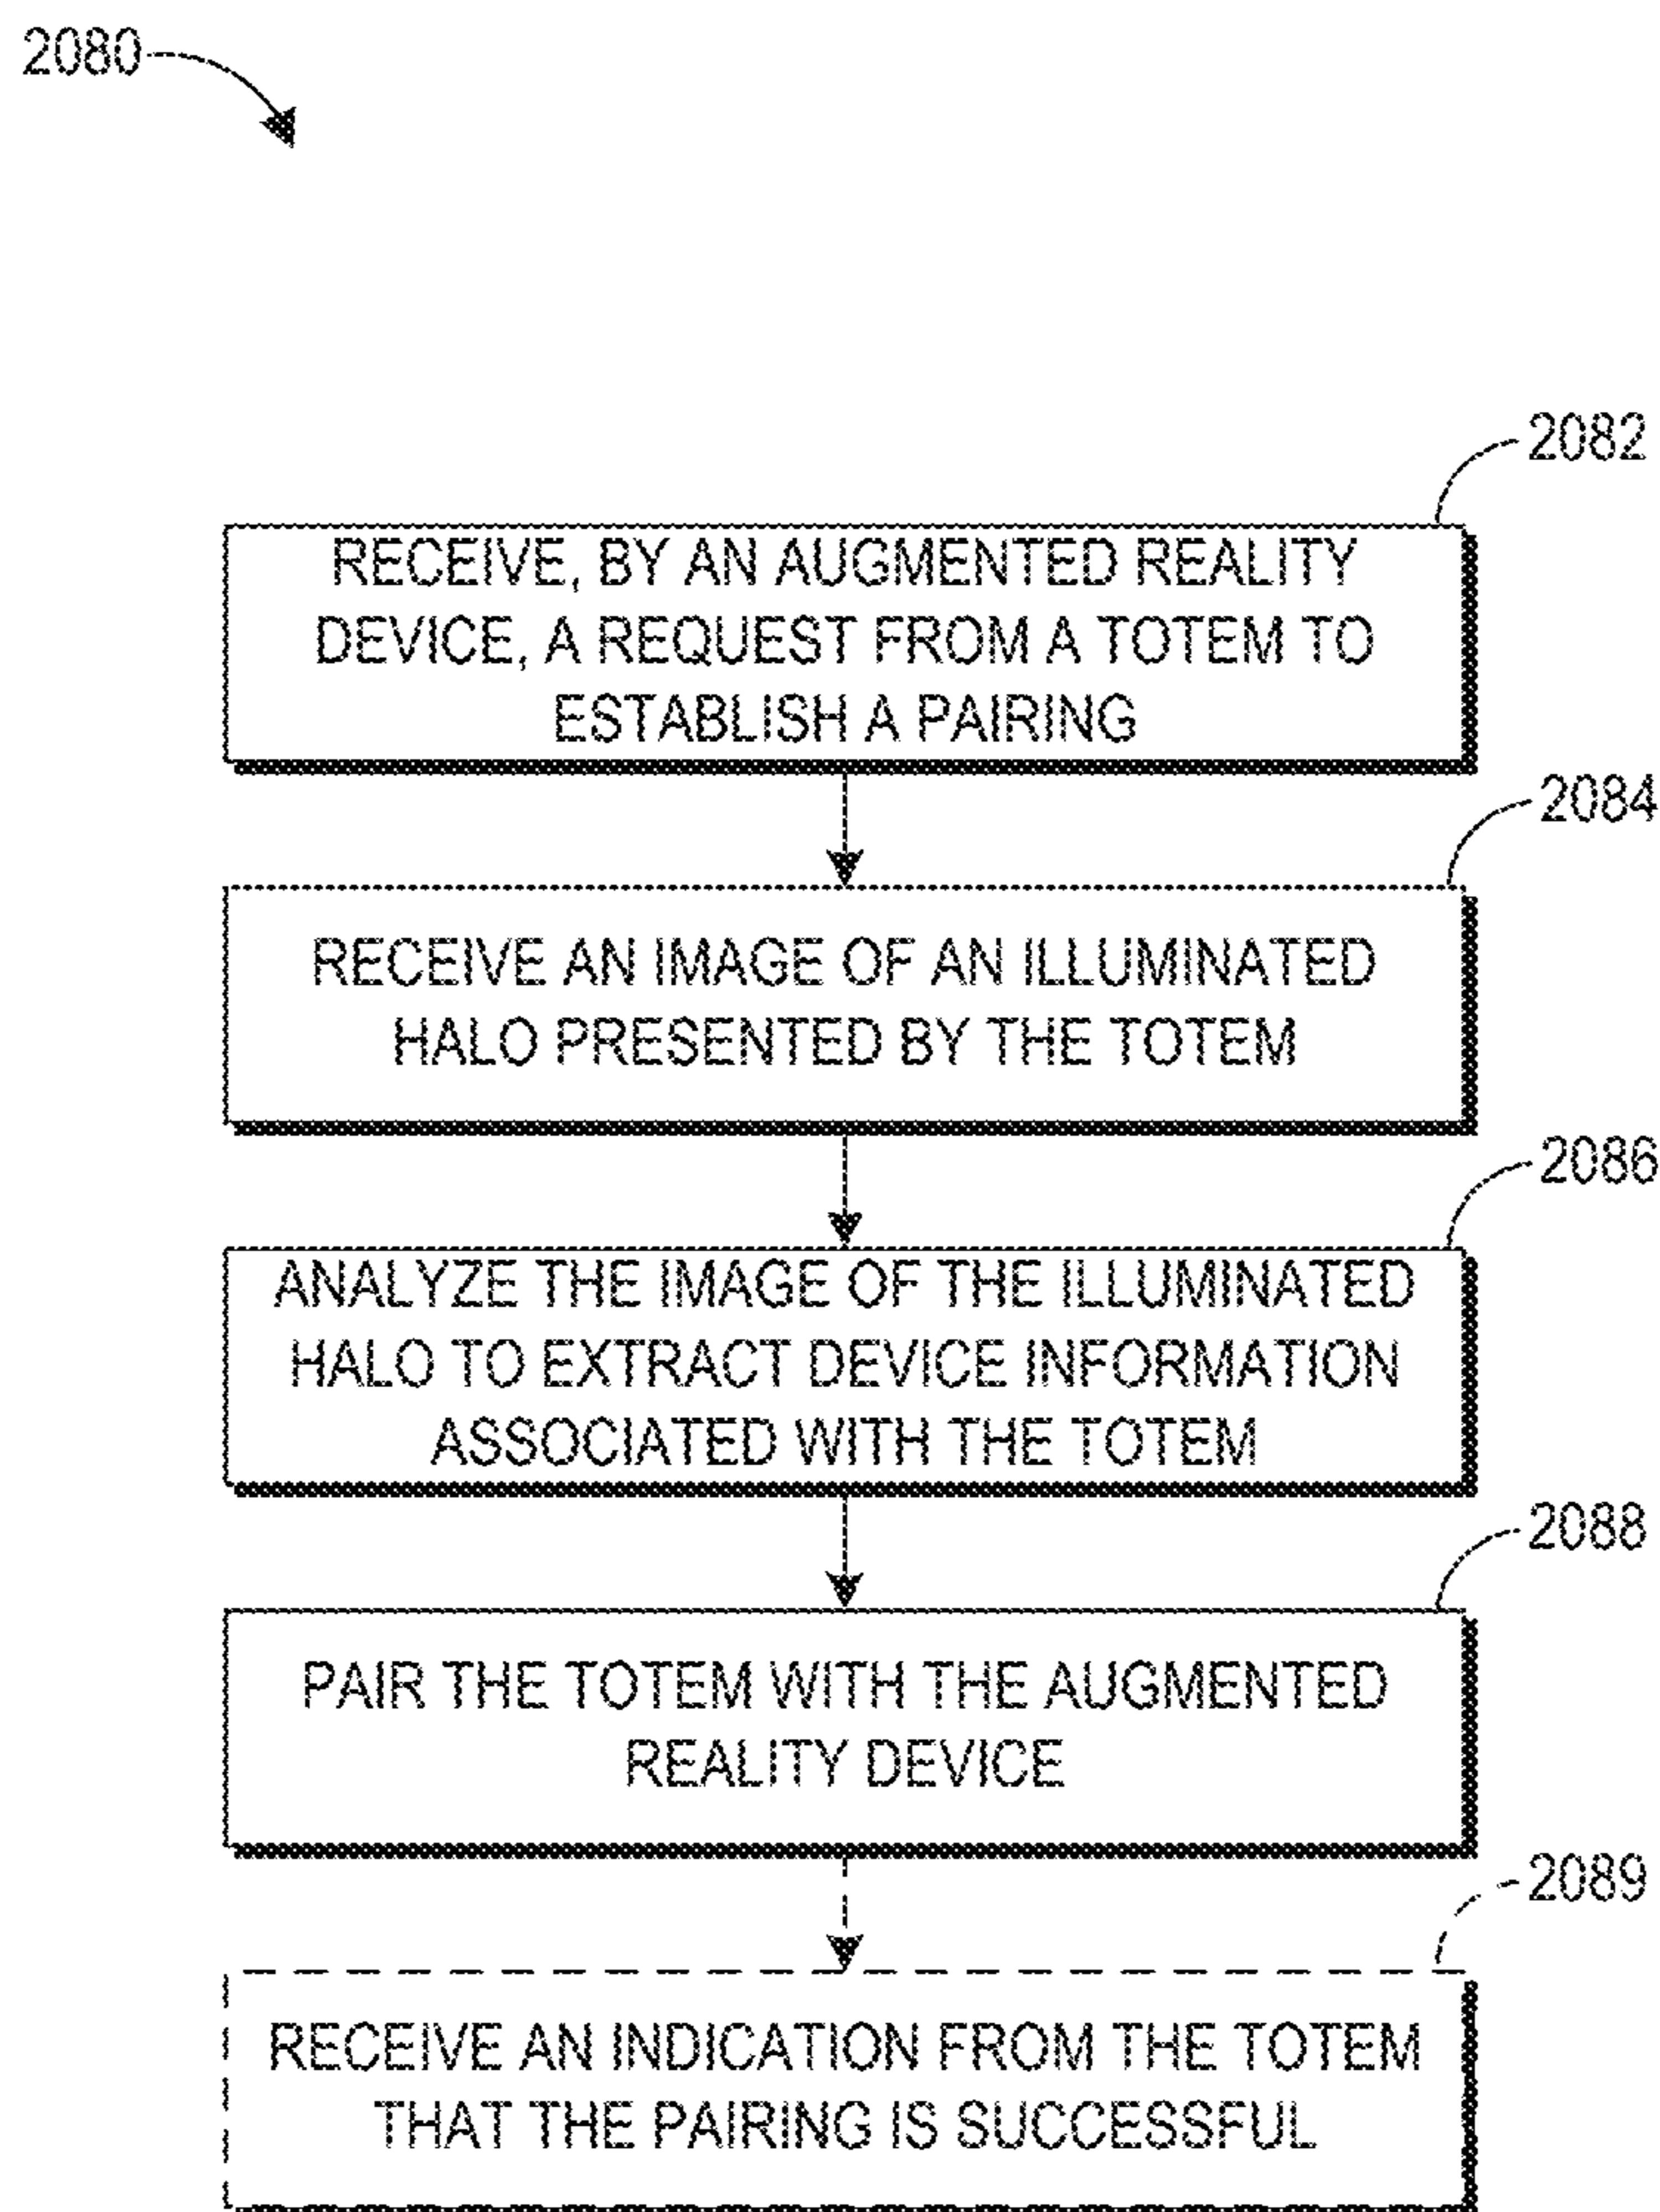 2080
2082
RECEIVE, BY AN AUGMENTED REALITY
DEVICE, A REQUEST FROM A TOTEM TO
ESTABLISH A PAIRING
2084
RECEIVE AN IMAGE OF AN ILLUMINATED
HALO PRESENTED BY THE TOTEM
2086
ANALYZE THE IMAGE OF THE ILLUMINATED
HALO TO EXTRACT DEVICE INFORMATION
ASSOCIATED WITH THE TOTEM
2088
PAIR THE TOTEM WITH THE AUGMENTED
REALITY DEVICE
2089
RECEIVE AN INDICATION FROM THE TOTEM
THAT THE PAIRING IS SUCCESSFUL